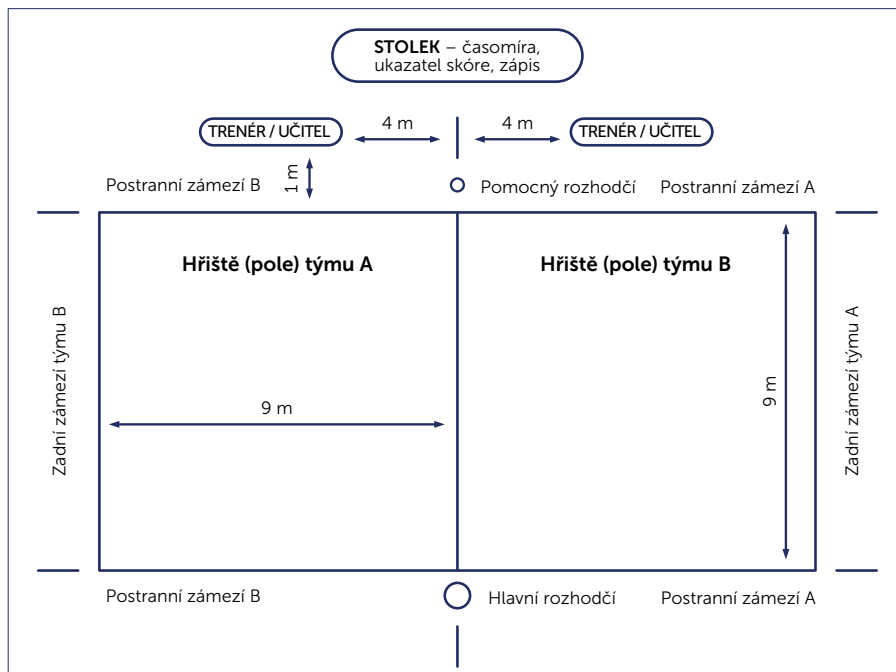 STOLEK – časomíra,
ukazatel skóre, zápis
TRENÉR / UČITEL
4 m
4 m
TRENÉR / UČITEL
1 m
Postranní zámezí B
Pomocný rozhodčí
Postranní zámezí A
Hřiště (pole) týmu A
Hřiště (pole) týmu B
Zadní zámezí týmu B
9 m
9 m
Zadní zámezí týmu A
Postranní zámezí B
Hlavní rozhodčí
Postranní zámezí A